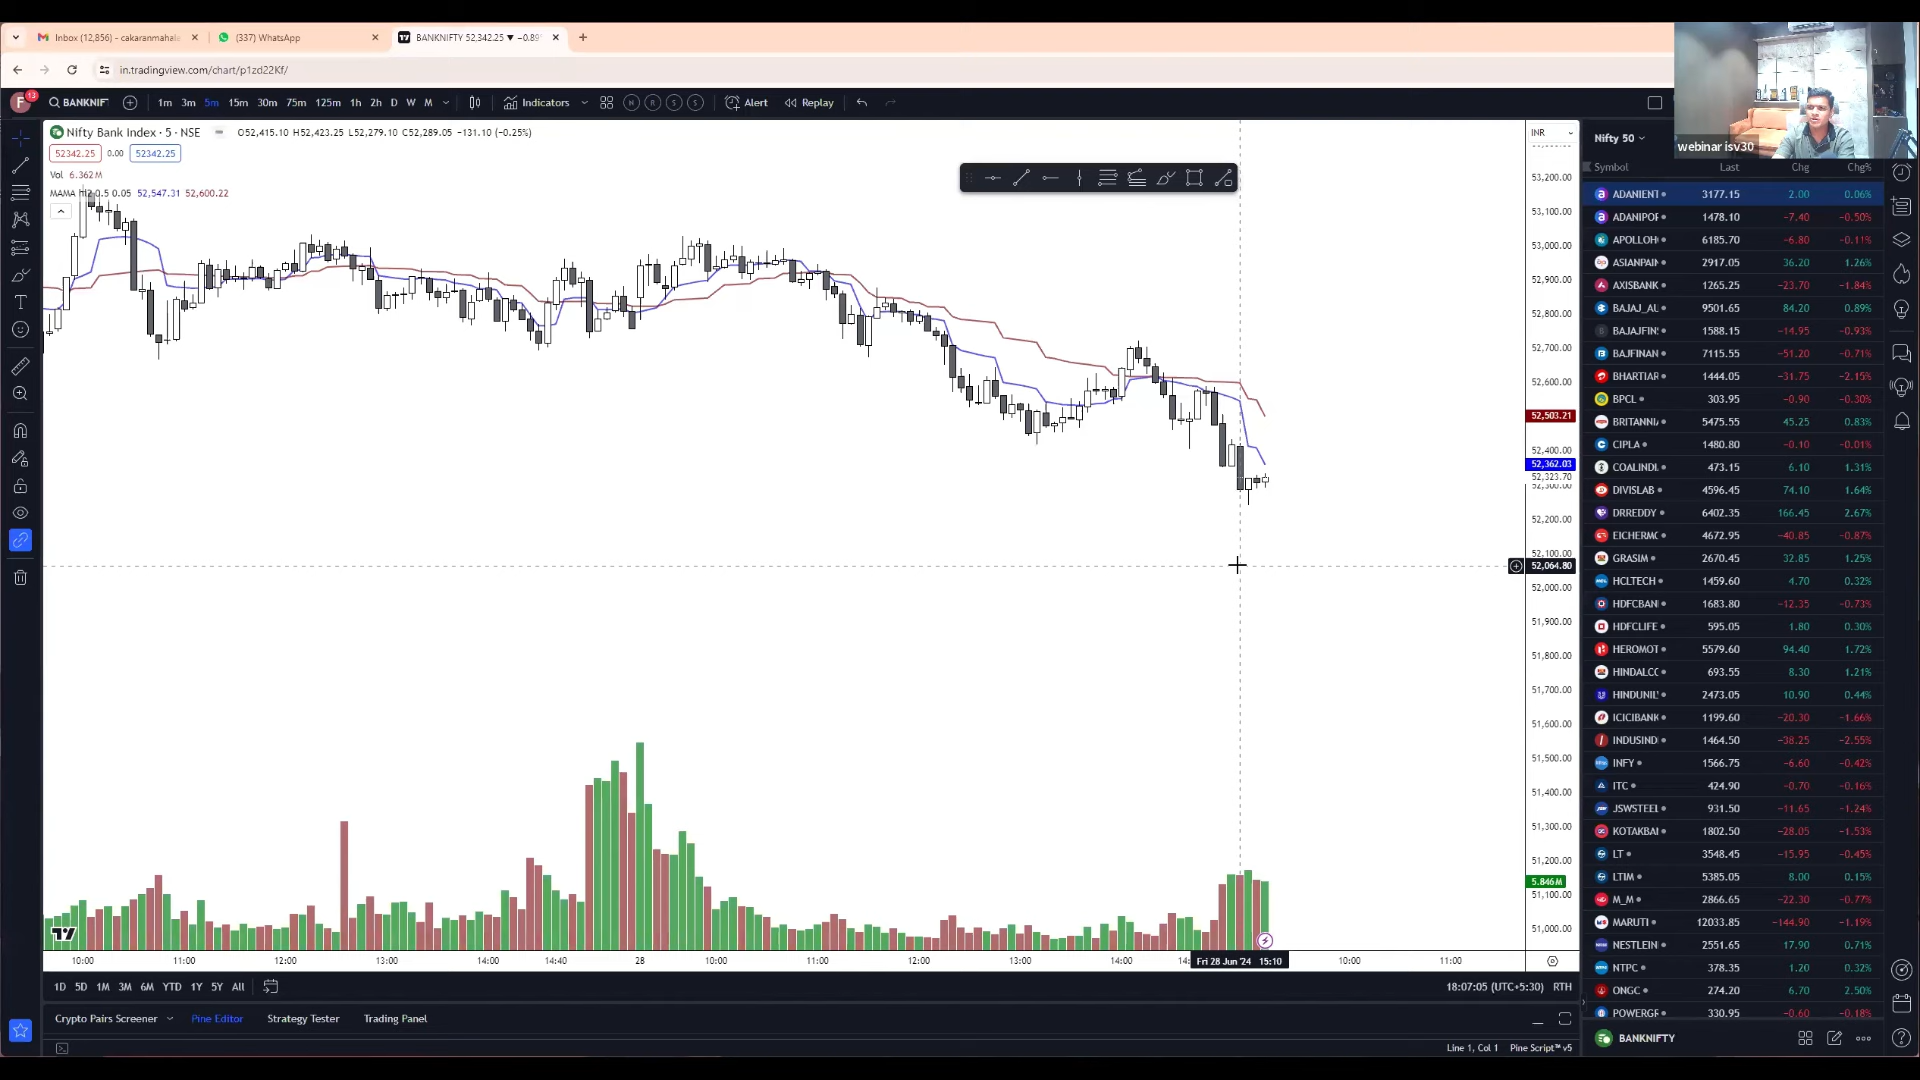 Inbox (12,856) - cakaranmahale
(337) WhatsApp
BANKNIFTY 52,342.25 ▼ −0.89
in.tradingview.com/chart/p1zd22Kf/
F 13 BANKNIF 1m 3m 5m 15m 30m 75m 125m 1h 2h D W M Indicators N R S S Alert Replay
Nifty Bank Index · 5 · NSE O52,415.10 H52,423.25 L52,279.10 C52,289.05 −131.10 (−0.25%)
52342.25 0.00 52342.25
Vol 6.362M
MAMA hl2 0.5 0.05 52,547.31 52,600.22
INR
53,200.00
53,100.00
53,000.00
52,900.00
52,800.00
52,700.00
52,600.00
52,503.21
52,400.00
52,362.03
52,323.70
52,300.00
52,200.00
52,100.00
52,064.80
52,000.00
51,900.00
51,800.00
51,700.00
51,600.00
51,500.00
51,400.00
51,300.00
51,200.00
5.846M
51,100.00
51,000.00
10:00 11:00 12:00 13:00 14:00 14:40 28 10:00 11:00 12:00 13:00 14:00 14: Fri 28 Jun '24 15:10 10:00 11:00
1D 5D 1M 3M 6M YTD 1Y 5Y All
18:07:05 (UTC+5:30) RTH
Crypto Pairs Screener Pine Editor Strategy Tester Trading Panel
Line 1, Col 1 Pine Script™ v5
webinar isv30
Nifty 50
Symbol Last Chg Chg%
ADANIENT 3177.15 2.00 0.06%
ADANIPOR 1478.10 −7.40 −0.50%
APOLLOH 6185.70 −6.80 −0.11%
ASIANPAIN 2917.05 36.20 1.26%
AXISBANK 1265.25 −23.70 −1.84%
BAJAJ_AU 9501.65 84.20 0.89%
BAJAJFIN 1588.15 −14.95 −0.93%
BAJFINAN 7115.55 −51.20 −0.71%
BHARTIAR 1444.05 −31.75 −2.15%
BPCL 303.95 −0.90 −0.30%
BRITANNIA 5475.55 45.25 0.83%
CIPLA 1480.80 −0.10 −0.01%
COALINDI 473.15 6.10 1.31%
DIVISLAB 4596.45 74.10 1.64%
DRREDDY 6402.35 166.45 2.67%
EICHERMO 4672.95 −40.85 −0.87%
GRASIM 2670.45 32.85 1.25%
HCLTECH 1459.60 4.70 0.32%
HDFCBAN 1683.80 −12.35 −0.73%
HDFCLIFE 595.05 1.80 0.30%
HEROMOT 5579.60 94.40 1.72%
HINDALCO 693.55 8.30 1.21%
HINDUNIL 2473.05 10.90 0.44%
ICICIBANK 1199.60 −20.30 −1.66%
INDUSIND 1464.50 −38.25 −2.55%
INFY 1566.75 −6.60 −0.42%
ITC 424.90 −0.70 −0.16%
JSWSTEEL 931.50 −11.65 −1.24%
KOTAKBAI 1802.50 −28.05 −1.53%
LT 3548.45 −15.95 −0.45%
LTIM 5385.05 8.00 0.15%
M_M 2866.65 −22.30 −0.77%
MARUTI 12033.85 −144.90 −1.19%
NESTLEIN 2551.65 17.90 0.71%
NTPC 378.35 1.20 0.32%
ONGC 274.20 6.70 2.50%
POWERGR 330.95 −0.60 −0.18%
BANKNIFTY